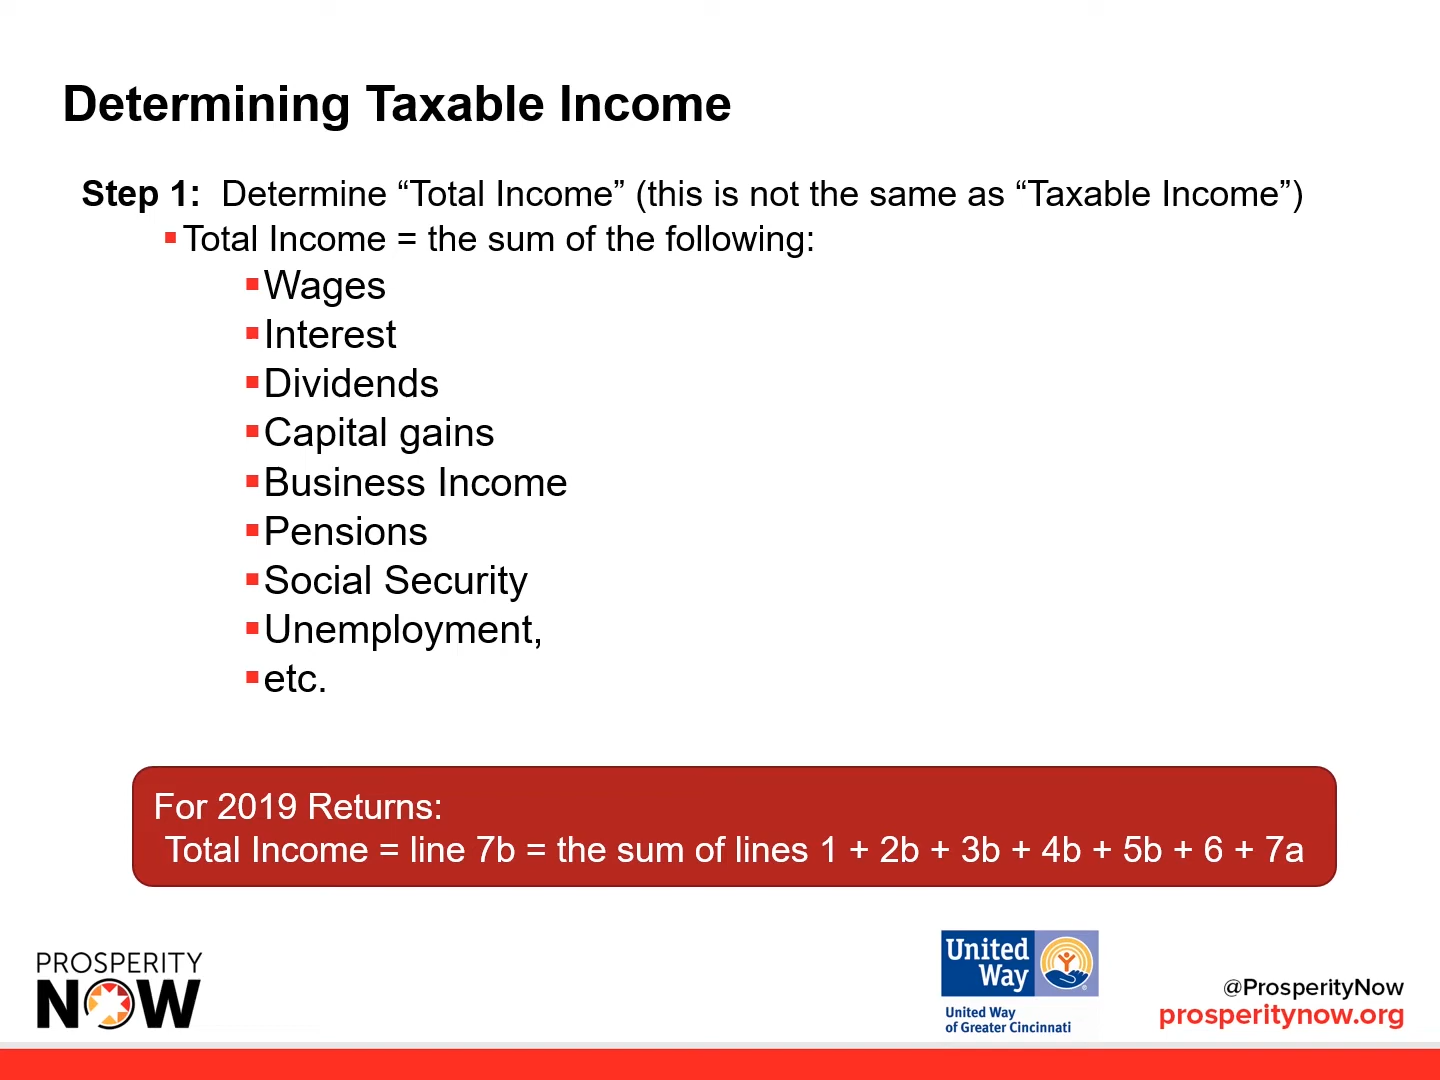 Determining Taxable Income
Step 1: Determine “Total Income” (this is not the same as “Taxable Income”)
Total Income = the sum of the following:
Wages
Interest
Dividends
Capital gains
Business Income
Pensions
Social Security
Unemployment,
etc.
For 2019 Returns:
Total Income = line 7b = the sum of lines 1 + 2b + 3b + 4b + 5b + 6 + 7a
PROSPERITY
NOW
United
Way
United Way
of Greater Cincinnati
@ProsperityNow
prosperitynow.org